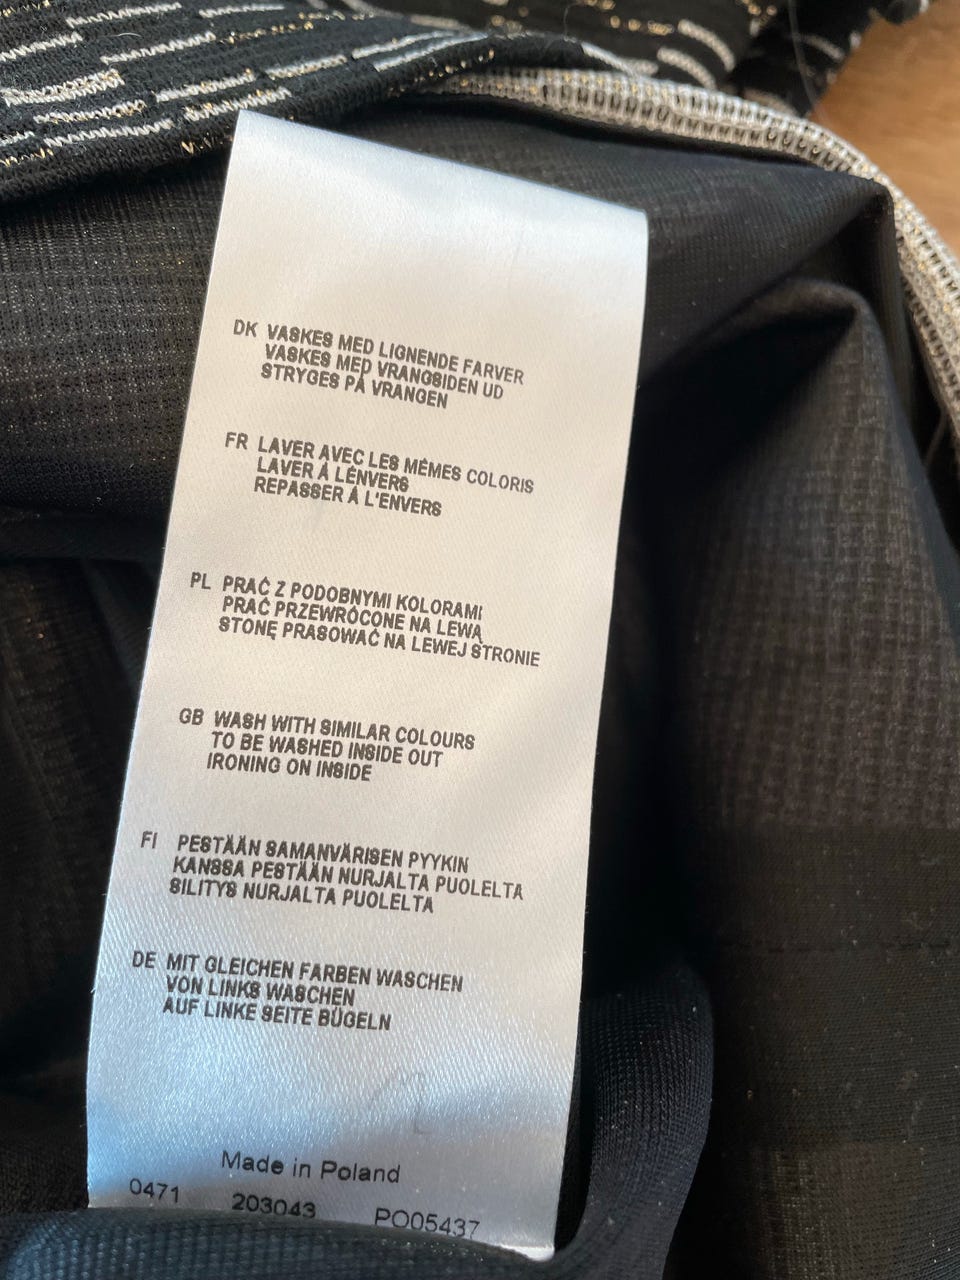 DK VASKES MED LIGNENDE FARVER
VASKES MED VRANGSIDEN UD
STRYGES PÅ VRANGEN
FR LAVER AVEC LES MÊMES COLORIS
LAVER Á LÉNVERS
REPASSER Á L'ENVERS
PL PRAĆ Z PODOBNYMI KOLORAMI
PRAĆ PRZEWRÓCONE NA LEWĄ
STONĘ PRASOWAĆ NA LEWEJ STRONIE
GB WASH WITH SIMILAR COLOURS
TO BE WASHED INSIDE OUT
IRONING ON INSIDE
FI PESTÄÄN SAMANVÄRISEN PYYKIN
KANSSA PESTÄÄN NURJALTA PUOLELTA
SILITYS NURJALTA PUOLELTA
DE MIT GLEICHEN FARBEN WASCHEN
VON LINKS WASCHEN
AUF LINKE SEITE BÜGELN
Made in Poland
0471 203043 PO05437